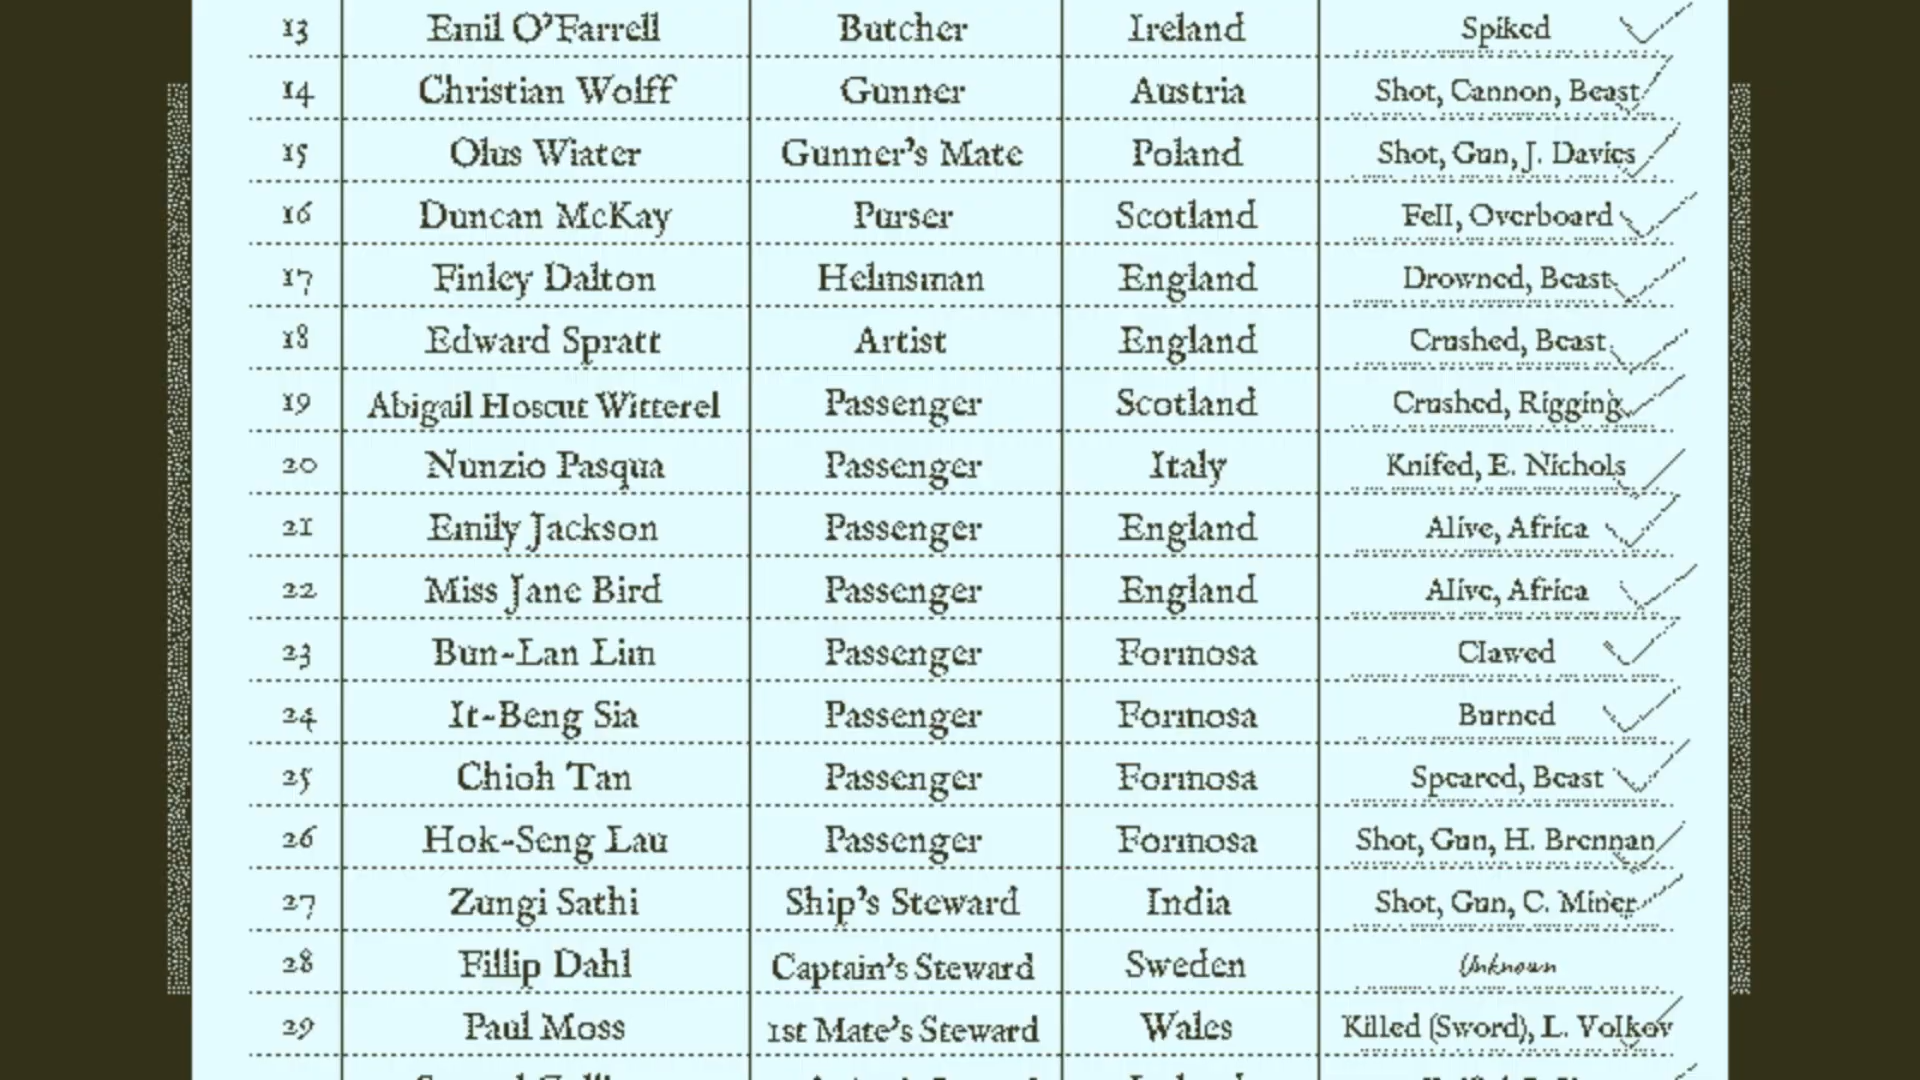 13 Emil O'Farrell Butcher Ireland Spiked
14 Christian Wolff Gunner Austria Shot, Cannon, Beast
15 Olus Wiater Gunner's Mate Poland Shot, Gun, J. Davies
16 Duncan McKay Purser Scotland Fell, Overboard
17 Finley Dalton Helmsman England Drowned, Beast
18 Edward Spratt Artist England Crushed, Beast
19 Abigail Hoscut Witterel Passenger Scotland Crushed, Rigging
20 Nunzio Pasqua Passenger Italy Knifed, E. Nichols
21 Emily Jackson Passenger England Alive, Africa
22 Miss Jane Bird Passenger England Alive, Africa
23 Bun-Lan Lim Passenger Formosa Clawed
24 It-Beng Sia Passenger Formosa Burned
25 Chioh Tan Passenger Formosa Speared, Beast
26 Hok-Seng Lau Passenger Formosa Shot, Gun, H. Brennan
27 Zungi Sathi Ship's Steward India Shot, Gun, C. Miner
28 Fillip Dahl Captain's Steward Sweden Unknown
29 Paul Moss 1st Mate's Steward Wales Killed (Sword), L. Volkov